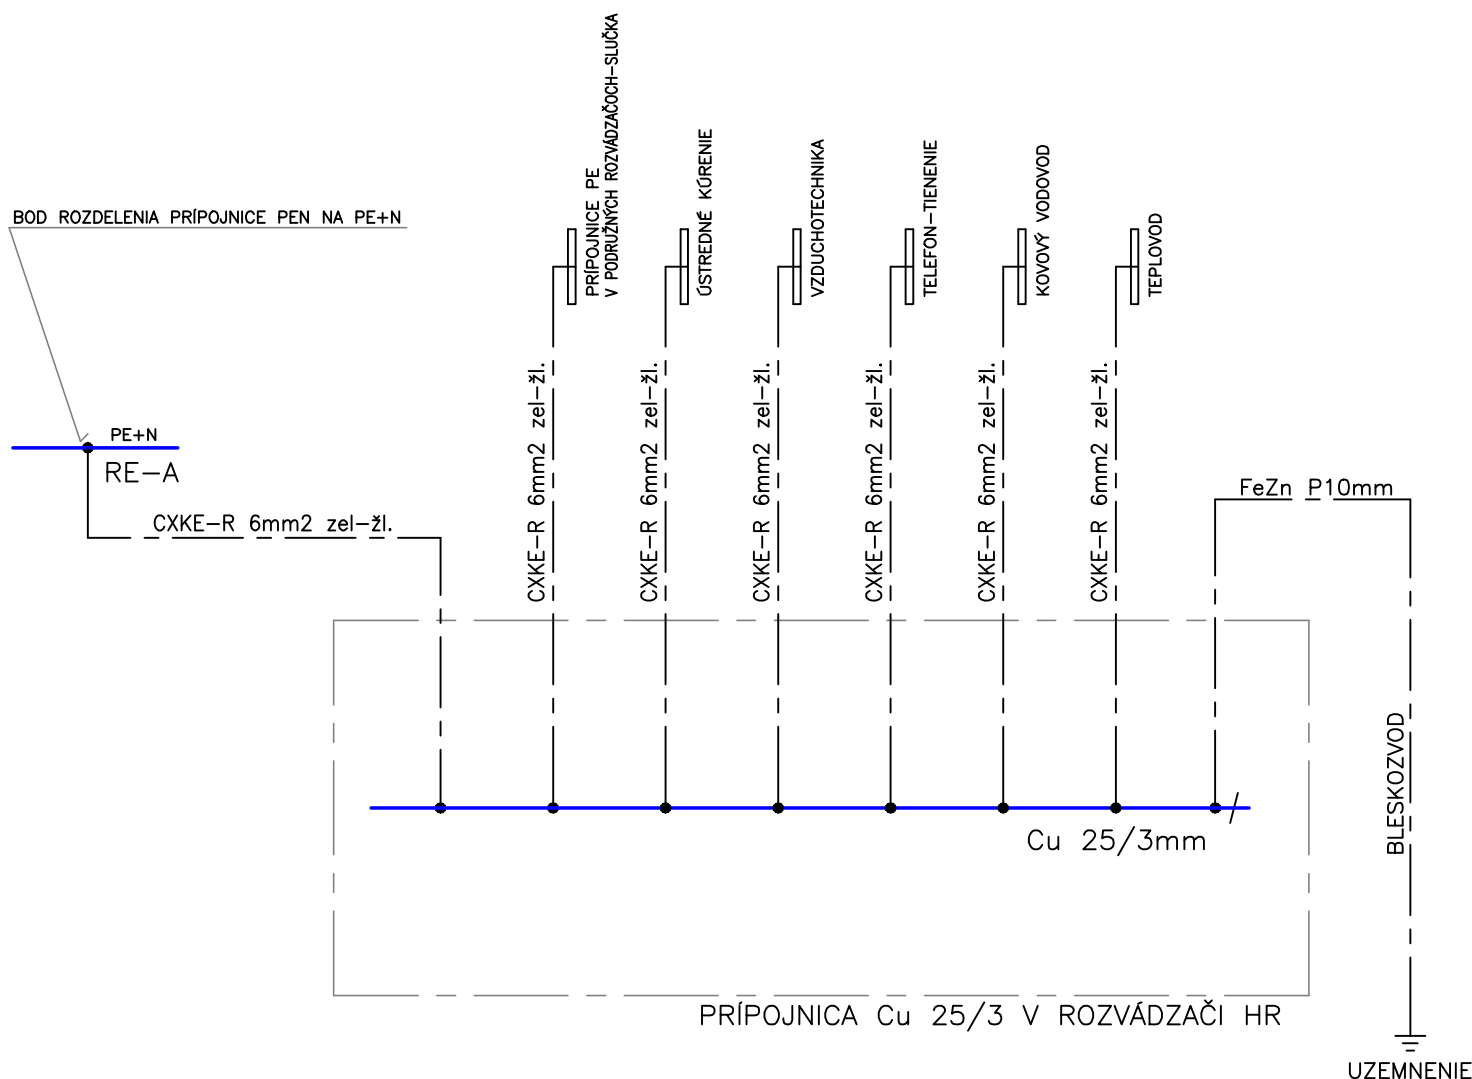 PRÍPOJNICE PE
V PODRUŽNÝCH ROZVÁDZAČOCH-SLUČKA
ÚSTREDNÉ KÚRENIE
VZDUCHOTECHNIKA
TELEFON-TIENENIE
KOVOVÝ VODOVOD
TEPLOVOD
BOD ROZDELENIA PRÍPOJNICE PEN NA PE+N
PE+N
RE-A
CXKE-R 6mm2 zel-žl.
CXKE-R 6mm2 zel-žl.
CXKE-R 6mm2 zel-žl.
CXKE-R 6mm2 zel-žl.
CXKE-R 6mm2 zel-žl.
CXKE-R 6mm2 zel-žl.
CXKE-R 6mm2 zel-žl.
FeZn P10mm
BLESKOZVOD
Cu 25/3mm
PRÍPOJNICA Cu 25/3 V ROZVÁDZAČI HR
UZEMNENIE